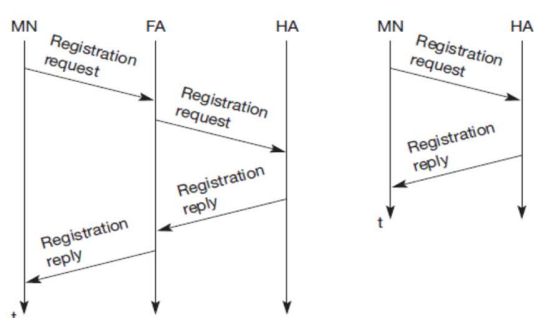 MN FA HA
Registration
request
Registration
request
Registration
reply
Registration
reply
t
MN HA
Registration
request
Registration
reply
t